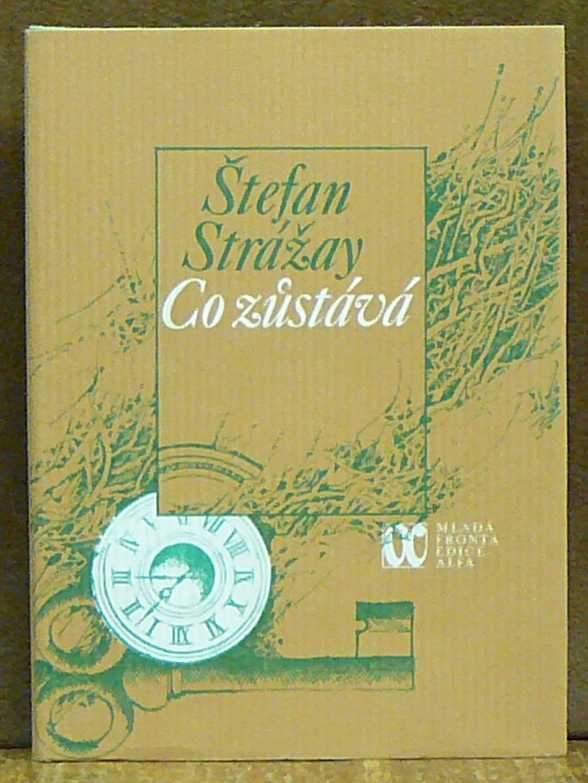 Štefan
Strážay
Co zůstává
MLADÁ
FRONTA
EDICE
ALFA